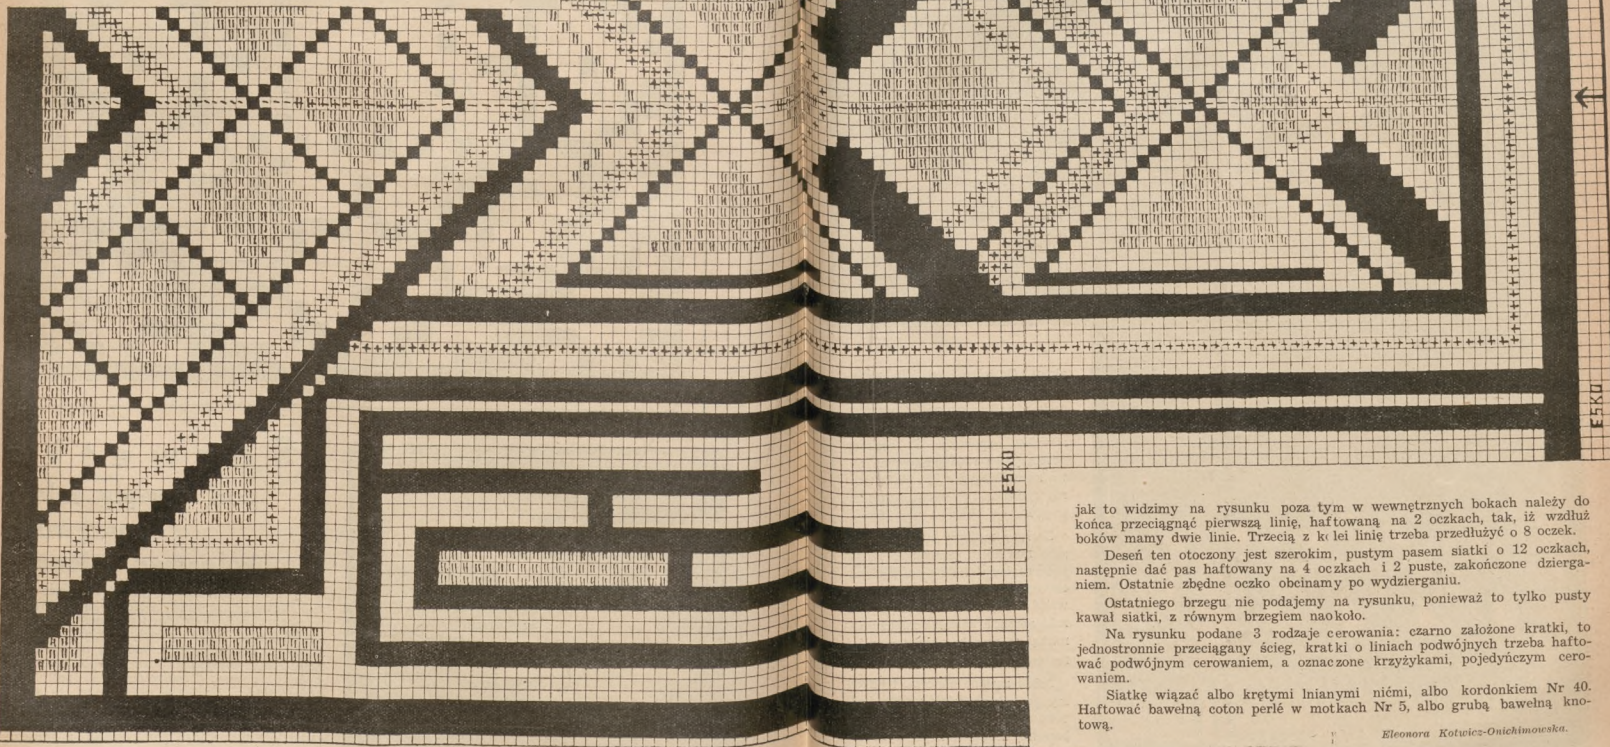 ESKO
ESKO
jak to widzimy na rysunku poza tym w wewnętrznych bokach należy do
końca przeciągnąć pierwszą linię, haftowaną na 2 oczkach, tak, iż wzdłuż
boków mamy dwie linie. Trzecią z kolei linię trzeba przedłużyć o 8 oczek.
Deseń ten otoczony jest szerokim, pustym pasem siatki o 12 oczkach,
następnie dać pas haftowany na 4 oczkach i 2 puste, zakończone dzierga-
niem. Ostatnie zbędne oczko obcinamy po wydzierganiu.
Ostatniego brzegu nie podajemy na rysunku, ponieważ to tylko pusty
kawał siatki, z równym brzegiem naokoło.
Na rysunku podane 3 rodzaje cerowania: czarno założone kratki, to
jednostronnie przeciągany ścieg, kratki o liniach podwójnych trzeba hafto-
wać podwójnym cerowaniem, a oznaczone krzyżykami, pojedyńczym cero-
waniem.
Siatkę wiązać albo krętymi lnianymi nićmi, albo kordonkiem Nr 40.
Haftować bawełną coton perlé w motkach Nr 5, albo grubą bawełną kno-
tową.
Eleonora Kotwicz-Onichimowska.